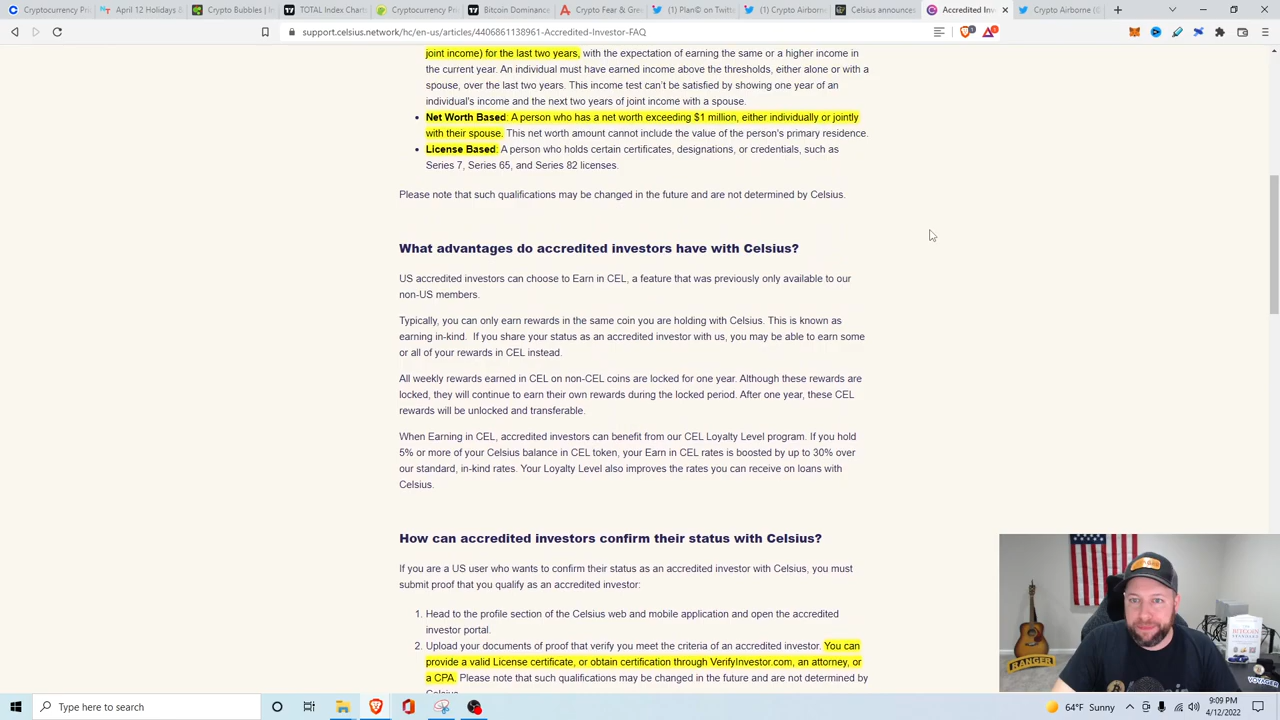 Cryptocurrency Pri
April 12 Holidays &
Crypto Bubbles | In
TOTAL Index Chart
Cryptocurrency Pri
Bitcoin Dominance
Crypto Fear & Gre
(1) Plan© on Twitt
(1) Crypto Airborne
Celsius announces
Accredited Inv
Crypto Airborne (
support.celsius.network/hc/en-us/articles/4406861138961-Accredited-Investor-FAQ
joint income) for the last two years, with the expectation of earning the same or a higher income in
the current year. An individual must have earned income above the thresholds, either alone or with a
spouse, over the last two years. This income test can't be satisfied by showing one year of an
individual's income and the next two years of joint income with a spouse.
• Net Worth Based: A person who has a net worth exceeding $1 million, either individually or jointly
with their spouse. This net worth amount cannot include the value of the person's primary residence.
• License Based: A person who holds certain certificates, designations, or credentials, such as
Series 7, Series 65, and Series 82 licenses.
Please note that such qualifications may be changed in the future and are not determined by Celsius.
What advantages do accredited investors have with Celsius?
US accredited investors can choose to Earn in CEL, a feature that was previously only available to our
non-US members.
Typically, you can only earn rewards in the same coin you are holding with Celsius. This is known as
earning in-kind. If you share your status as an accredited investor with us, you may be able to earn some
or all of your rewards in CEL instead.
All weekly rewards earned in CEL on non-CEL coins are locked for one year. Although these rewards are
locked, they will continue to earn their own rewards during the locked period. After one year, these CEL
rewards will be unlocked and transferable.
When Earning in CEL, accredited investors can benefit from our CEL Loyalty Level program. If you hold
5% or more of your Celsius balance in CEL token, your Earn in CEL rates is boosted by up to 30% over
our standard, in-kind rates. Your Loyalty Level also improves the rates you can receive on loans with
Celsius.
How can accredited investors confirm their status with Celsius?
If you are a US user who wants to confirm their status as an accredited investor with Celsius, you must
submit proof that you qualify as an accredited investor:
1. Head to the profile section of the Celsius web and mobile application and open the accredited
investor portal.
2. Upload your documents of proof that verify you meet the criteria of an accredited investor. You can
provide a valid License certificate, or obtain certification through VerifyInvestor.com, an attorney, or
a CPA. Please note that such qualifications may be changed in the future and are not determined by
Celsius.
RANGER
BITCOIN
STANDARD
VOYAGER
Type here to search
64°F Sunny
9:09 PM
4/12/2022